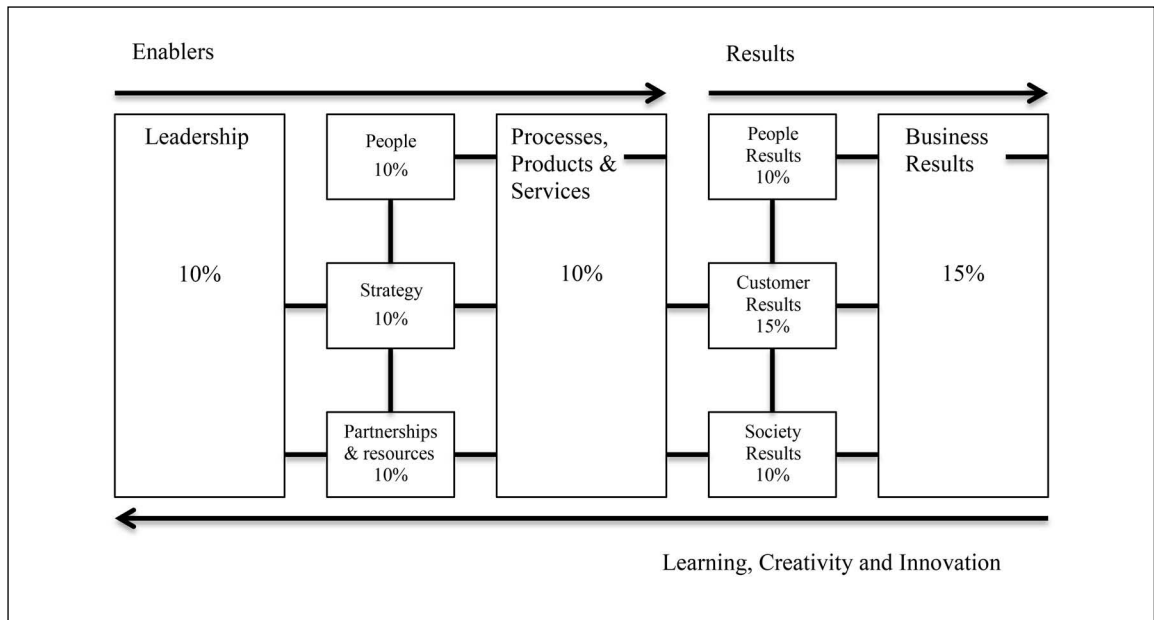 Enablers
Results
Leadership
10%
People
10%
Strategy
10%
Partnerships
& resources
10%
Processes,
Products &
Services
10%
People
Results
10%
Customer
Results
15%
Society
Results
10%
Business
Results
15%
Learning, Creativity and Innovation